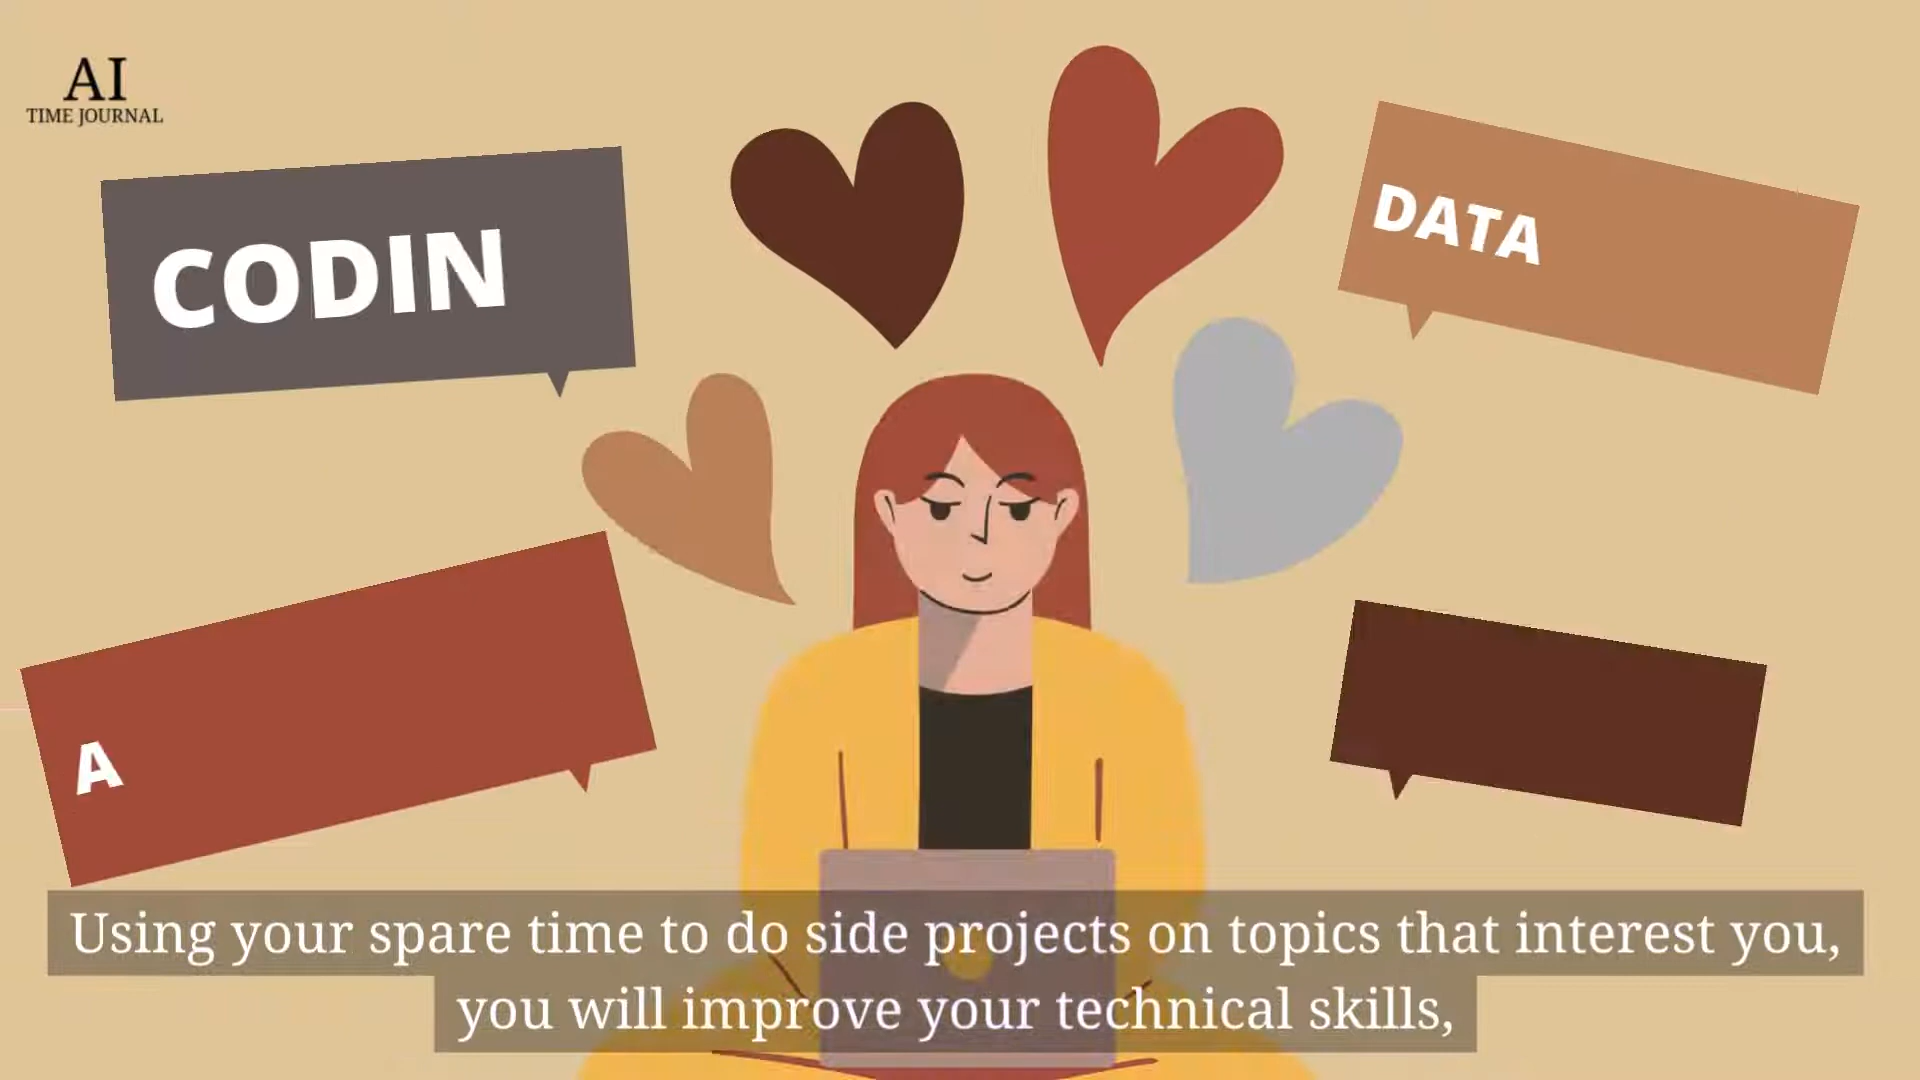 AI
TIME JOURNAL
CODIN
DATA
A
Using your spare time to do side projects on topics that interest you,
you will improve your technical skills,